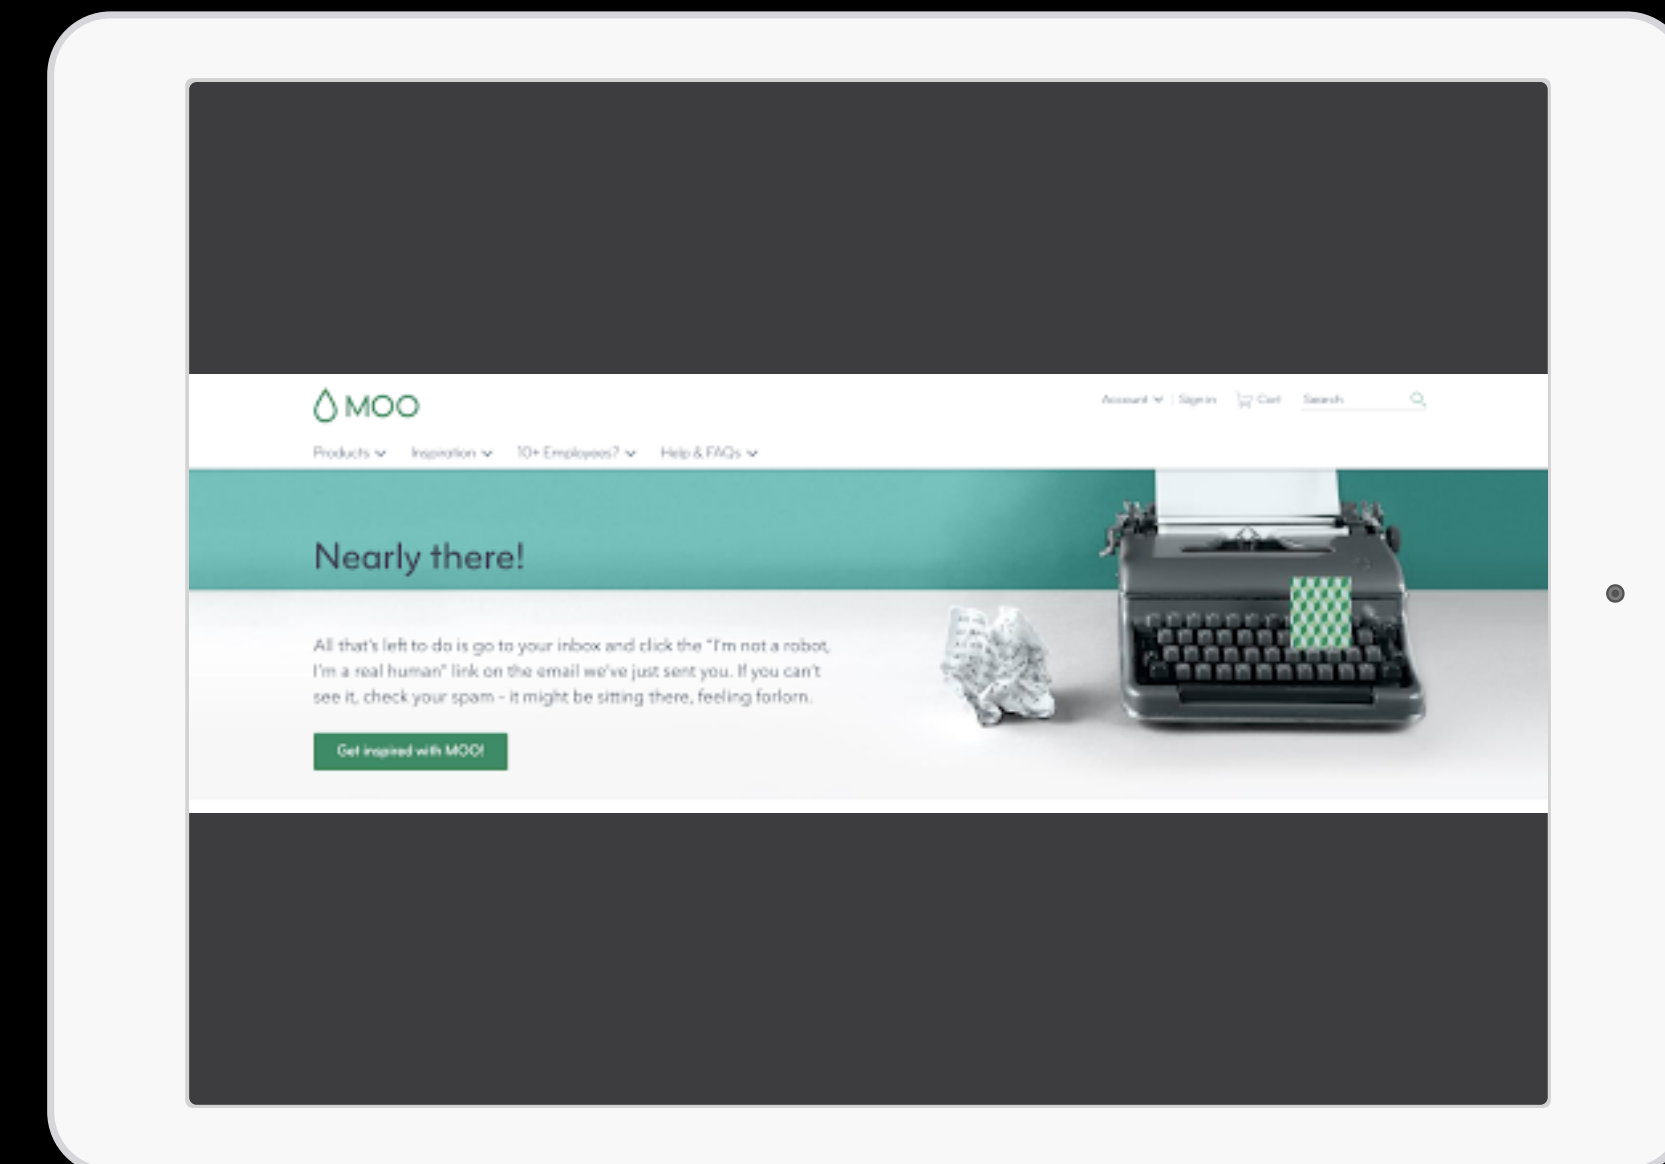 MOO
Account | Sign in Cart Search
Products Inspiration 10+ Employees? Help & FAQs
Nearly there!
All that's left to do is go to your inbox and click the "I'm not a robot,
I'm a real human" link on the email we've just sent you. If you can't
see it, check your spam - it might be sitting there, feeling forlorn.
Get inspired with MOO!